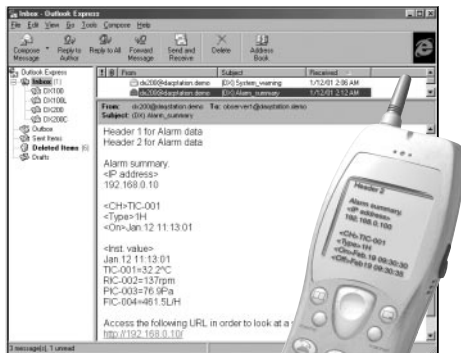 Inbox - Outlook Express
File Edit View Go Tools Compose Help
Compose Message
Reply to Author
Reply to All
Forward Message
Send and Receive
Delete
Address Book
Outlook Express
From Subject Received
Inbox (1)
dx200@daqstation.demo [DX] System_warning 1/12/01 2:06 AM
DX100
dx200@daqstation.demo [DX] Alarm_summary 1/12/01 2:12 AM
DX100L
DX200
DX200C
Outbox
Sent Items
Deleted Items (6)
Drafts
From: dx200@daqstation.demo To: observer1@daqstation.demo
Subject: [DX] Alarm_summary
Header 1 for Alarm data
Header 2 for Alarm data
Alarm summary.
<IP address>
192.168.0.10
<CH>TIC-001
<Type>1H
<On>Jan.12 11:13:01
<Inst. value>
Jan.12 11:13:01
TIC-001=32.2°C
RIC-002=137rpm
PIC-003=76.9Pa
FIC-004=461.5L/H
Access the following URL in order to look at a
http://192.168.0.10/
3 message(s), 1 unread
Header 2
Alarm summary.
<IP address>
192.168.0.100
<CH>TIC-001
<Type>1H
<On>Feb.19 09:30:30
<Off>Feb.19 09:30:35